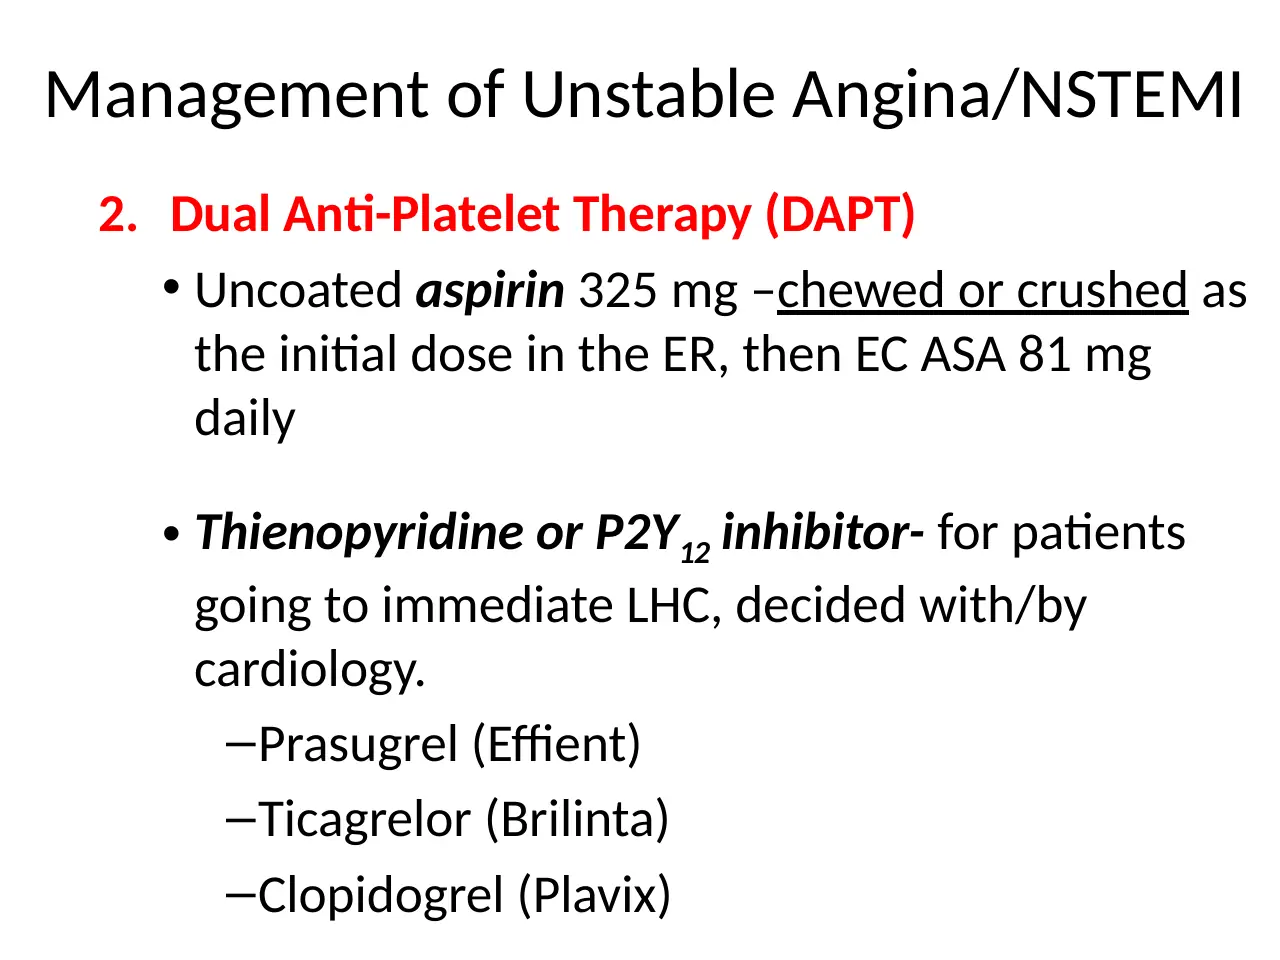 Management of Unstable Angina/NSTEMI
2. Dual Anti-Platelet Therapy (DAPT)
• Uncoated aspirin 325 mg –chewed or crushed as
the initial dose in the ER, then EC ASA 81 mg
daily
• Thienopyridine or P2Y12 inhibitor- for patients
going to immediate LHC, decided with/by
cardiology.
–Prasugrel (Effient)
–Ticagrelor (Brilinta)
–Clopidogrel (Plavix)